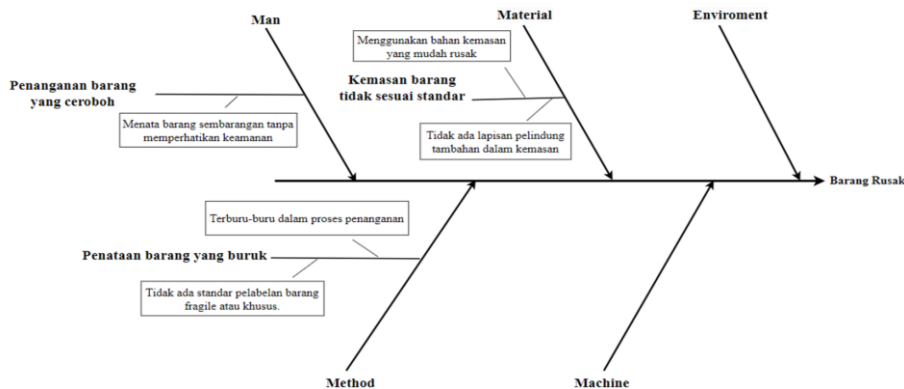 Man
Material
Enviroment
Menggunakan bahan kemasan
yang mudah rusak
Penanganan barang
yang ceroboh
Kemasan barang
tidak sesuai standar
Menata barang sembarangan tanpa
memperhatikan keamanan
Tidak ada lapisan pelindung
tambahan dalam kemasan
Barang Rusak
Terburu-buru dalam proses penanganan
Penataan barang yang buruk
Tidak ada standar pelabelan barang
fragile atau khusus.
Method
Machine